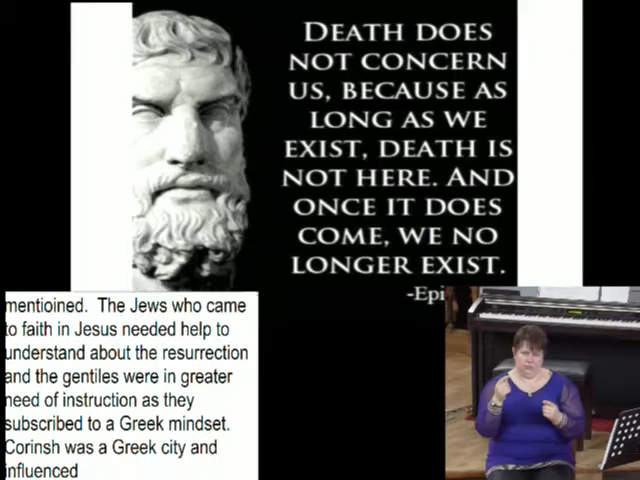 DEATH DOES
NOT CONCERN
US, BECAUSE AS
LONG AS WE
EXIST, DEATH IS
NOT HERE. AND
ONCE IT DOES
COME, WE NO
LONGER EXIST.
-Epi
mentioined. The Jews who came
to faith in Jesus needed help to
understand about the resurrection
and the gentiles were in greater
need of instruction as they
subscribed to a Greek mindset.
Corinsh was a Greek city and
influenced